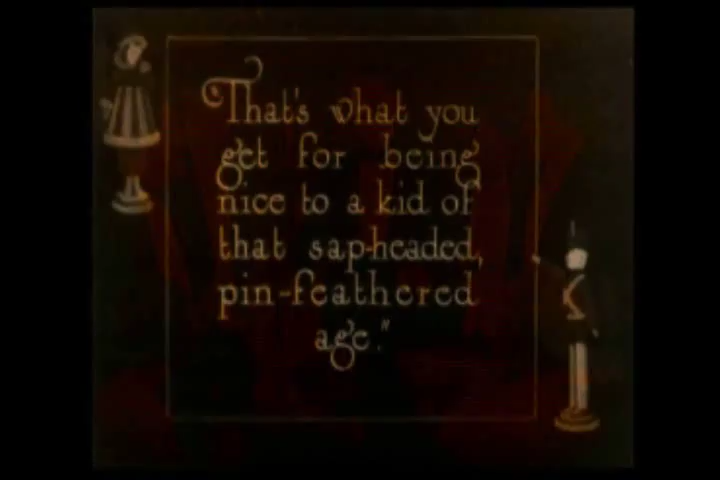 "That's what you
get for being
nice to a kid of
that sap-headed,
pin-feathered
age."